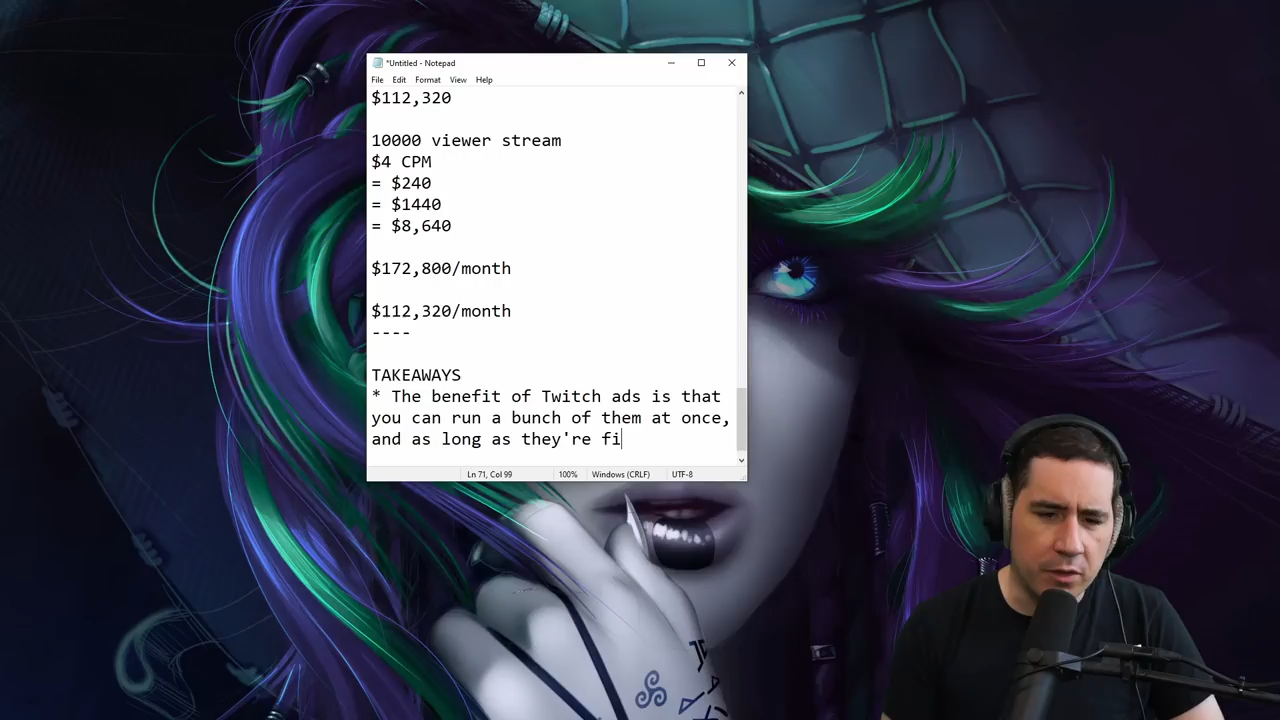 *Untitled - Notepad
File Edit Format View Help
$112,320
10000 viewer stream
$4 CPM
= $240
= $1440
= $8,640
$172,800/month
$112,320/month
----
TAKEAWAYS
* The benefit of Twitch ads is that
you can run a bunch of them at once,
and as long as they're fi
Ln 71, Col 99 100% Windows (CRLF) UTF-8